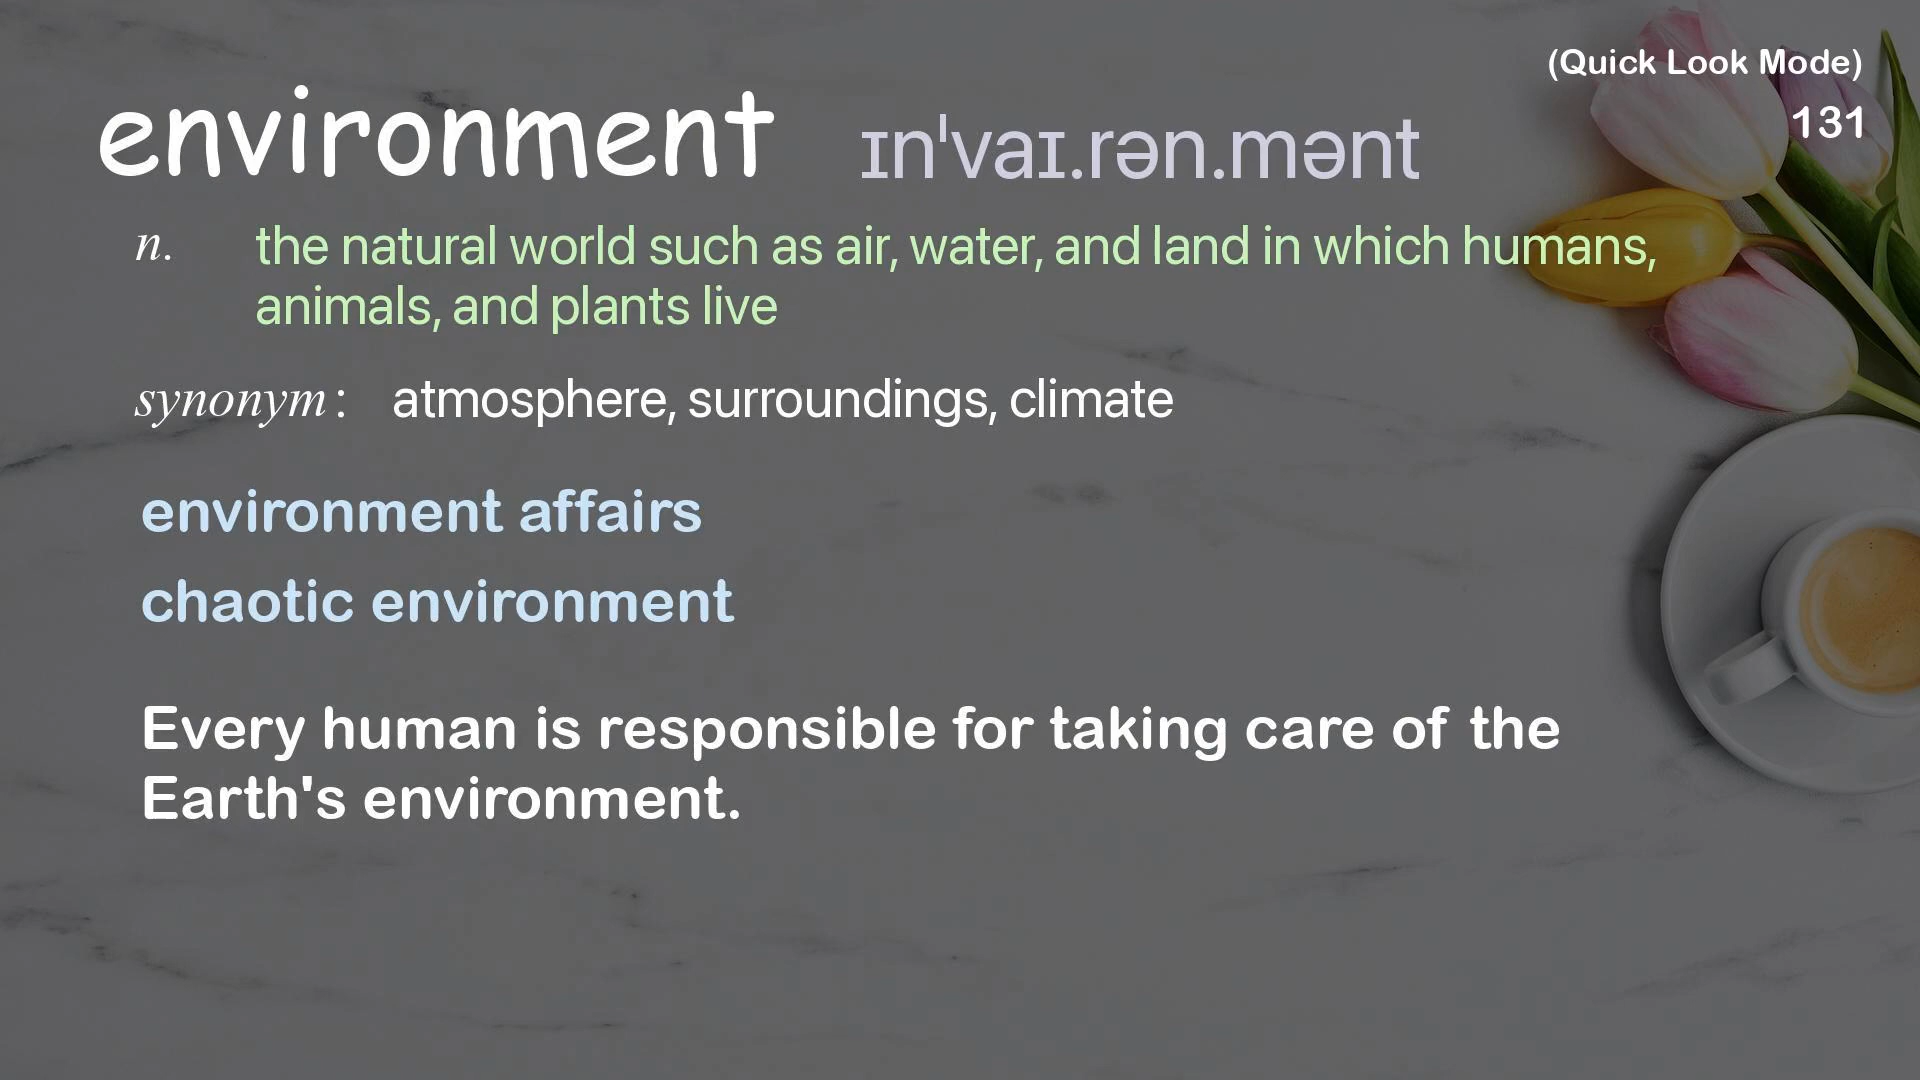 (Quick Look Mode)
131
environment ɪnˈvaɪ.rən.mənt
n. the natural world such as air, water, and land in which humans,
animals, and plants live
synonym: atmosphere, surroundings, climate
environment affairs
chaotic environment
Every human is responsible for taking care of the
Earth's environment.